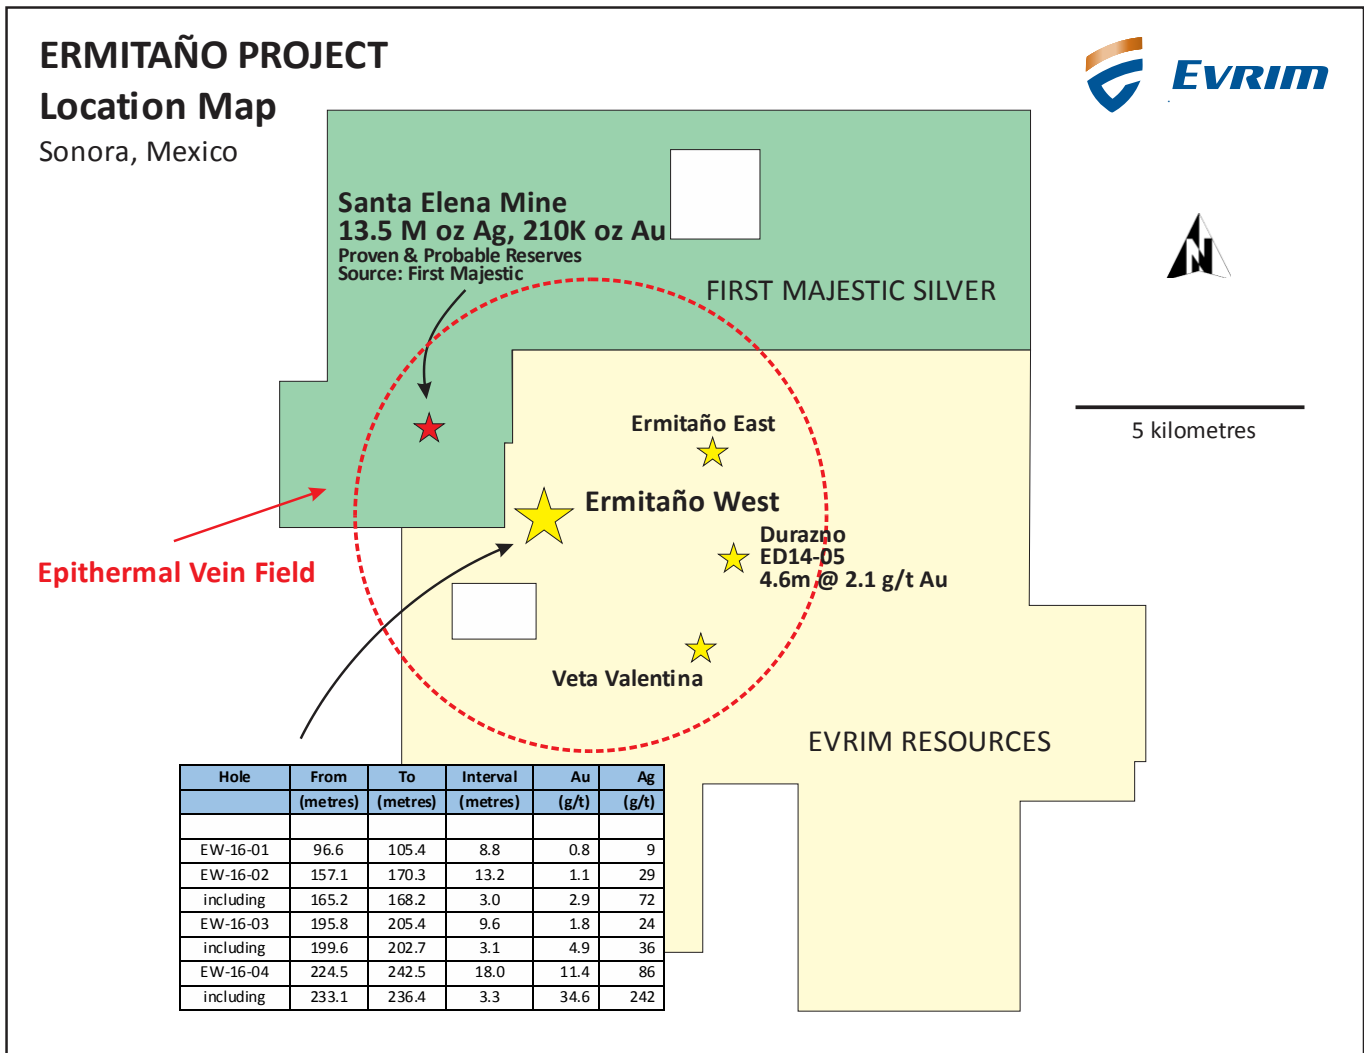 ERMITAÑO PROJECT
Location Map
Sonora, Mexico
EVRIM
Santa Elena Mine
13.5 M oz Ag, 210K oz Au
Proven & Probable Reserves
Source: First Majestic
FIRST MAJESTIC SILVER
N
5 kilometres
Ermitaño East
Ermitaño West
Durazno
ED14-05
4.6m @ 2.1 g/t Au
Epithermal Vein Field
Veta Valentina
EVRIM RESOURCES
Hole From To Interval Au Ag
(metres) (metres) (metres) (g/t) (g/t)
EW-16-01 96.6 105.4 8.8 0.8 9
EW-16-02 157.1 170.3 13.2 1.1 29
including 165.2 168.2 3.0 2.9 72
EW-16-03 195.8 205.4 9.6 1.8 24
including 199.6 202.7 3.1 4.9 36
EW-16-04 224.5 242.5 18.0 11.4 86
including 233.1 236.4 3.3 34.6 242